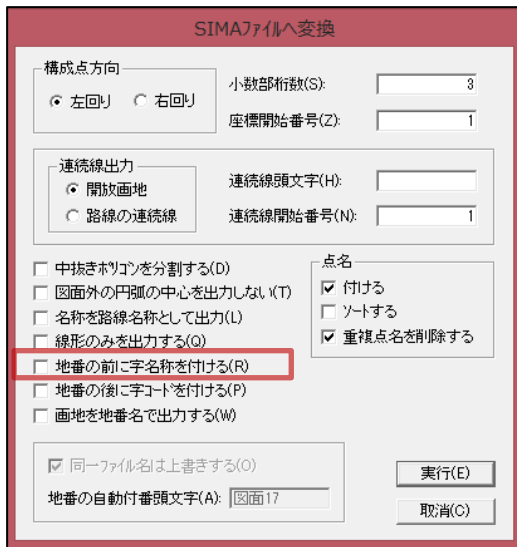 SIMAファイルへ変換
構成点方向
左回り 右回り
小数部桁数(S): 3
座標開始番号(Z): 1
連続線出力
開放画地
路線の連続線
連続線頭文字(H):
連続線開始番号(N): 1
中抜きポリゴンを分割する(D)
図面外の円弧の中心を出力しない(T)
名称を路線名称として出力(L)
線形のみを出力する(Q)
地番の前に字名称を付ける(R)
地番の後に字コードを付ける(P)
画地を地番名で出力する(W)
点名
付ける
ソートする
重複点名を削除する
同一ファイル名は上書きする(O)
地番の自動付番頭文字(A): 図面17
実行(E)
取消(C)